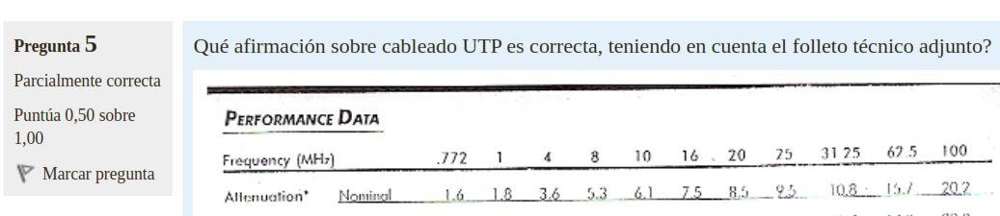 Pregunta 5
Parcialmente correcta
Puntúa 0,50 sobre
1,00
Marcar pregunta
Qué afirmación sobre cableado UTP es correcta, teniendo en cuenta el folleto técnico adjunto?
PERFORMANCE DATA
Frequency (MHz) .772 1 4 8 10 16 20 25 31.25 62.5 100
Attenuation* Nominal 1.6 1.8 3.6 5.3 6.1 7.5 8.5 9.5 10.8 15.7 20.2